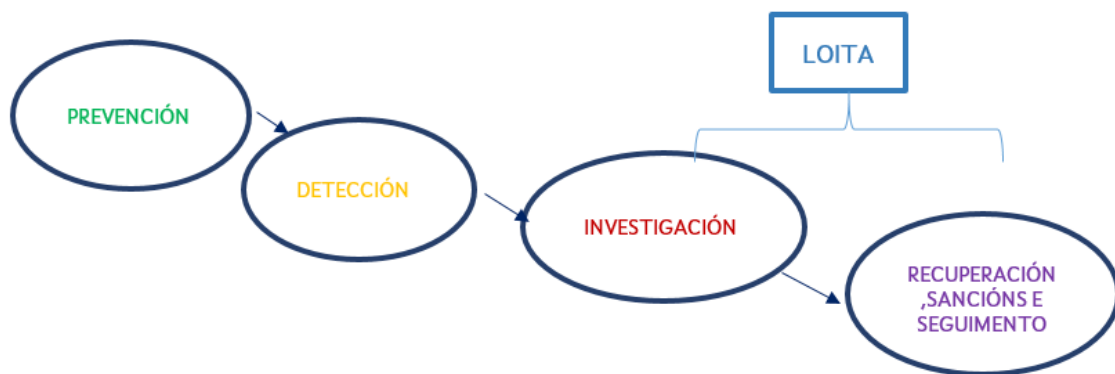 LOITA
PREVENCIÓN
DETECCIÓN
INVESTIGACIÓN
RECUPERACIÓN
,SANCIÓNS E
SEGUIMENTO